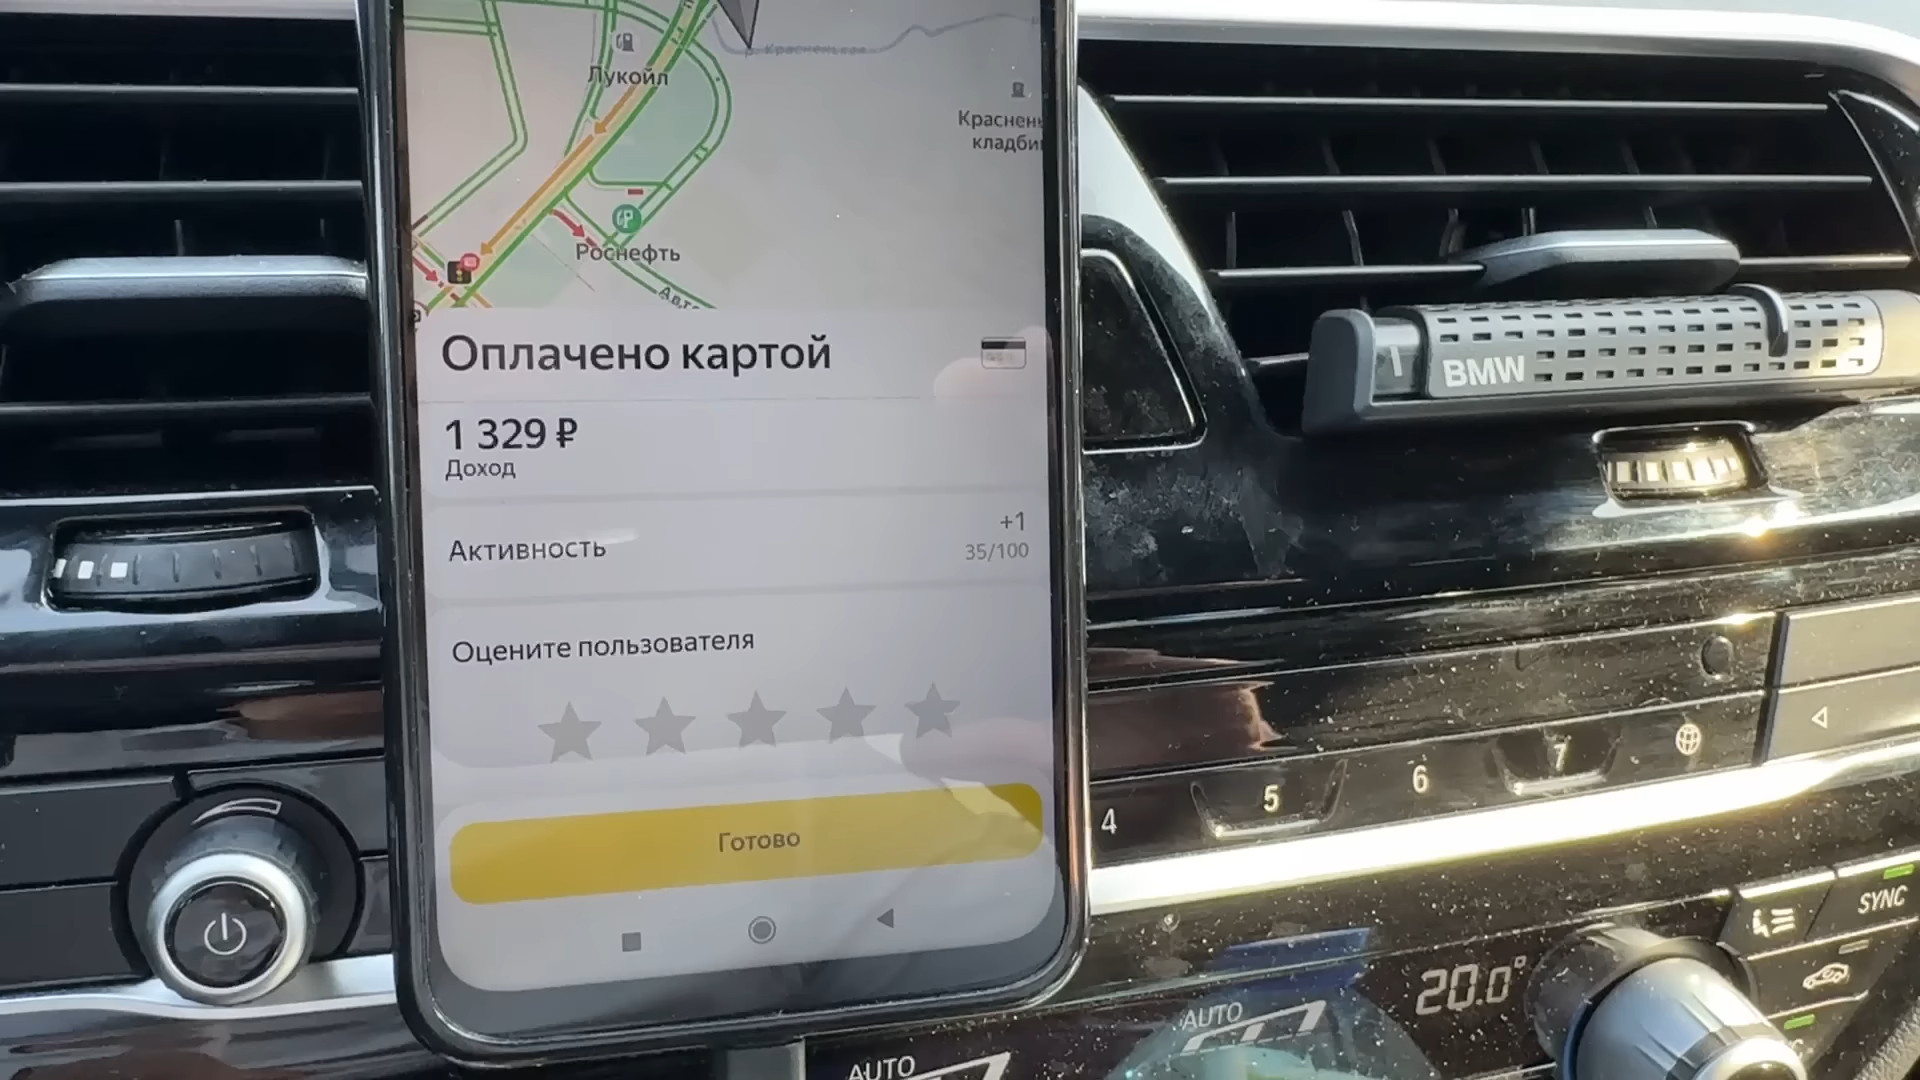 р. Красненькая
Лукойл
Роснефть
Оплачено картой
1 329 ₽
Доход
+1
Активность
35/100
Оцените пользователя
Готово
BMW
4
5
6
7
SYNC
20.0°
AUTO
AUTO